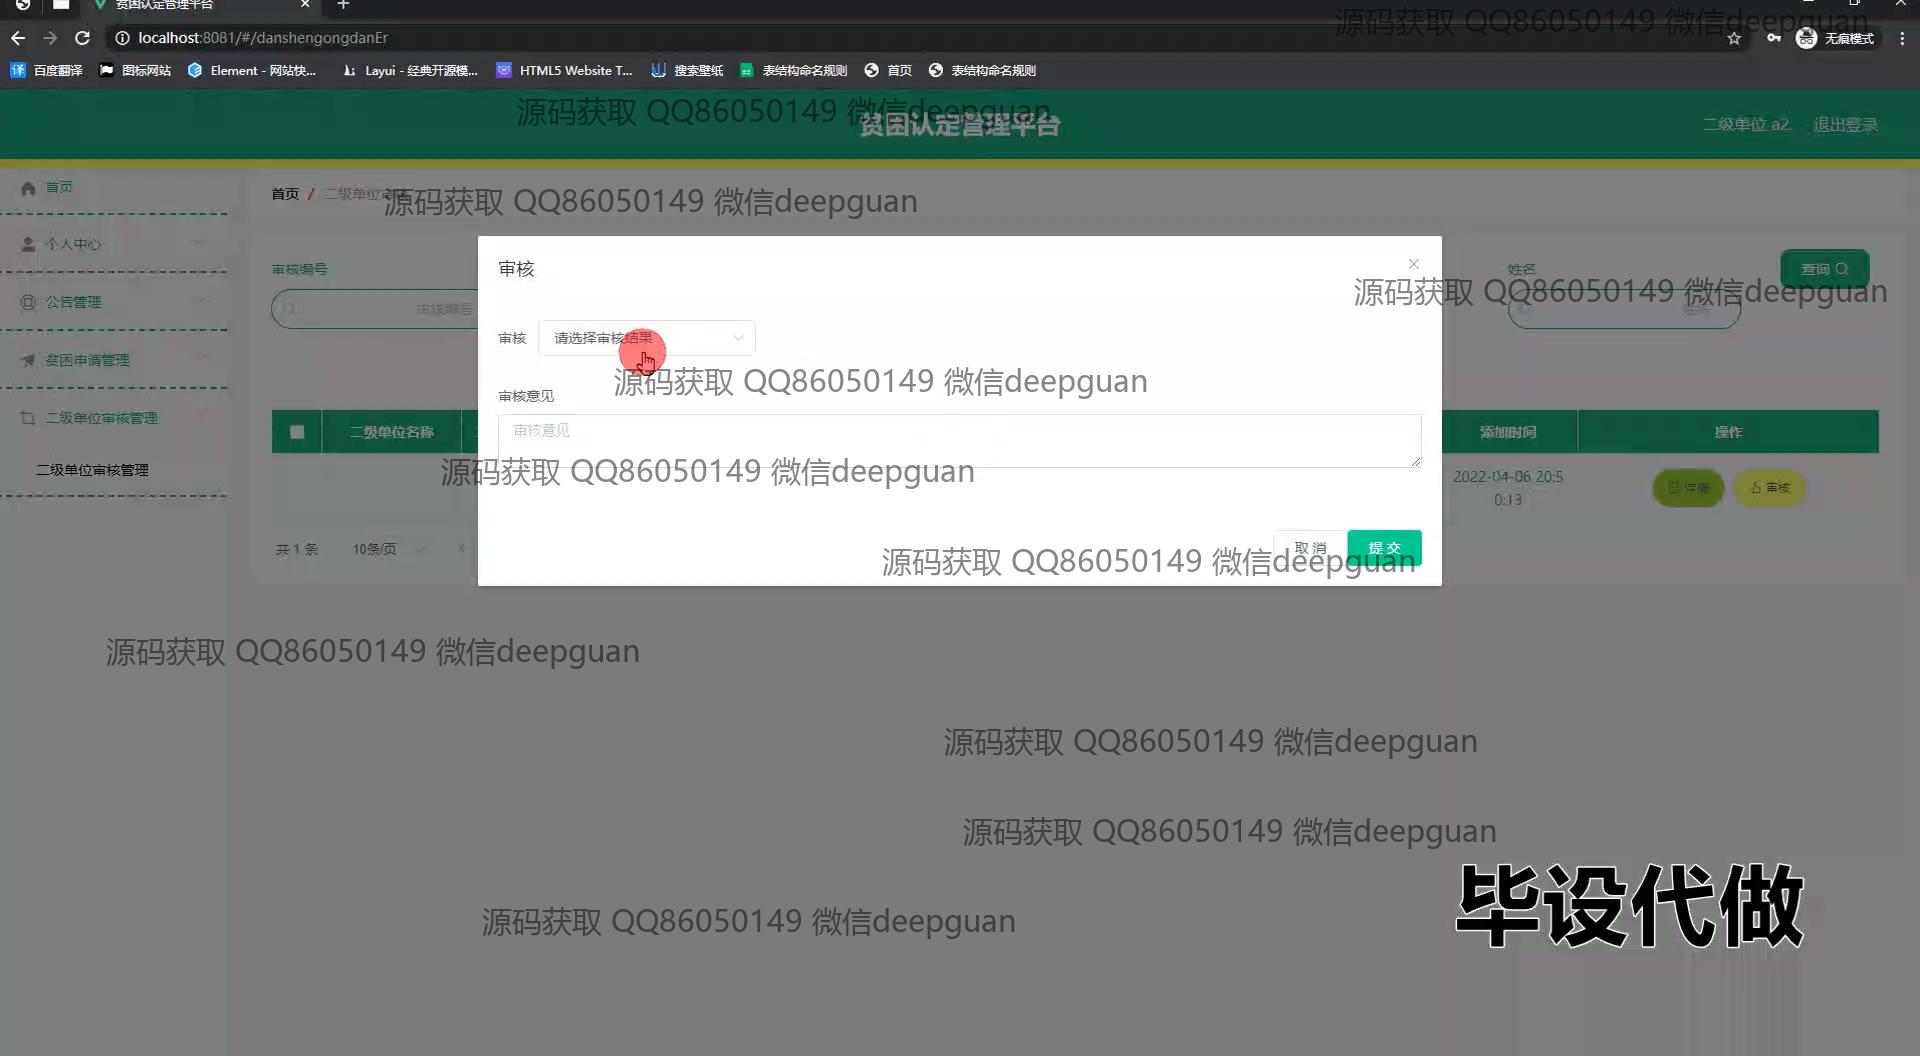 贫困认定管理平台
localhost:8081/#/danshengongdanEr
无痕模式
百度翻译
图标网站
Element - 网站快...
Layui - 经典开源模...
HTML5 Website T...
搜索壁纸
表结构命名规则
首页
表结构命名规则
源码获取 QQ86050149 微信deepguan
源码获取 QQ86050149 微信deepguan
贫困认定管理平台
二级单位 a2
退出登录
首页
个人中心
公告管理
贫困申请管理
二级单位审核管理
二级单位审核管理
首页 / 二级单位审核
源码获取 QQ86050149 微信deepguan
审核编号
审核编号
姓名
姓名
查询
源码获取 QQ86050149 微信deepguan
审核
审核
请选择审核结果
源码获取 QQ86050149 微信deepguan
审核意见
审核意见
源码获取 QQ86050149 微信deepguan
取消
提交
源码获取 QQ86050149 微信deepguan
二级单位名称
添加时间
操作
2022-04-06 20:5
0:13
详情
审核
共 1 条
10条/页
源码获取 QQ86050149 微信deepguan
源码获取 QQ86050149 微信deepguan
源码获取 QQ86050149 微信deepguan
源码获取 QQ86050149 微信deepguan
毕设代做